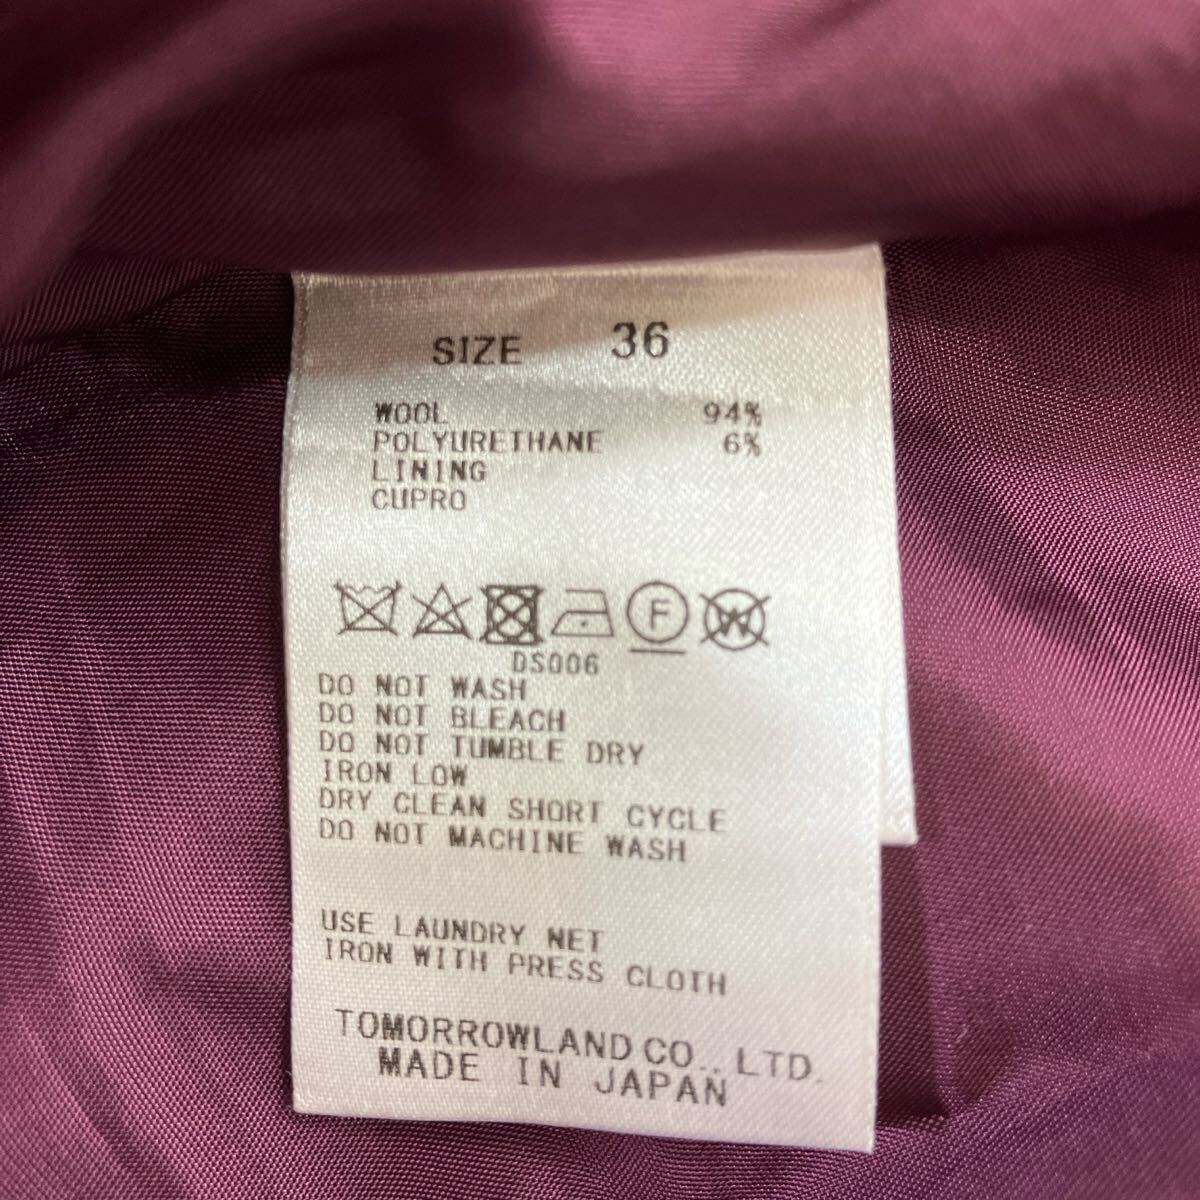 SIZE 36
WOOL 94%
POLYURETHANE 6%
LINING
CUPRO
F W
DS006
DO NOT WASH
DO NOT BLEACH
DO NOT TUMBLE DRY
IRON LOW
DRY CLEAN SHORT CYCLE
DO NOT MACHINE WASH
USE LAUNDRY NET
IRON WITH PRESS CLOTH
TOMORROWLAND CO., LTD.
MADE IN JAPAN